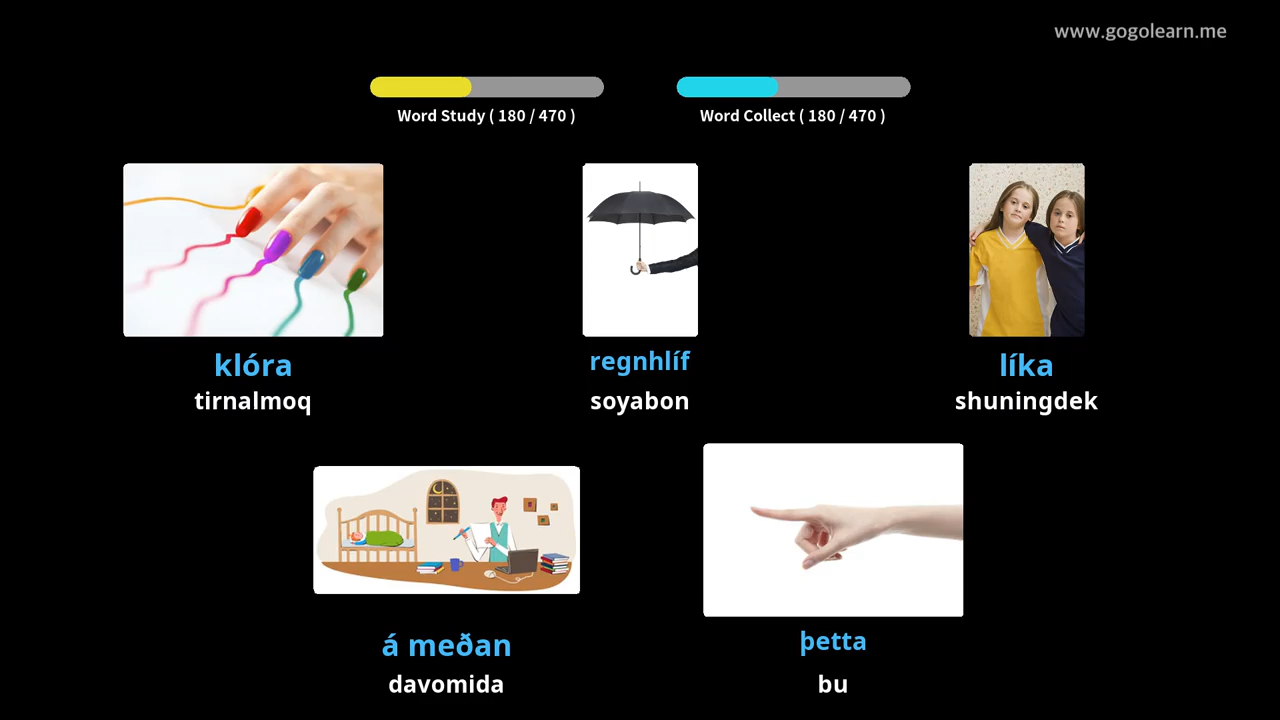 www.gogolearn.me
Word Study ( 180 / 470 )
Word Collect ( 180 / 470 )
klóra
tirnalmoq
regnhlíf
soyabon
líka
shuningdek
á meðan
davomida
þetta
bu